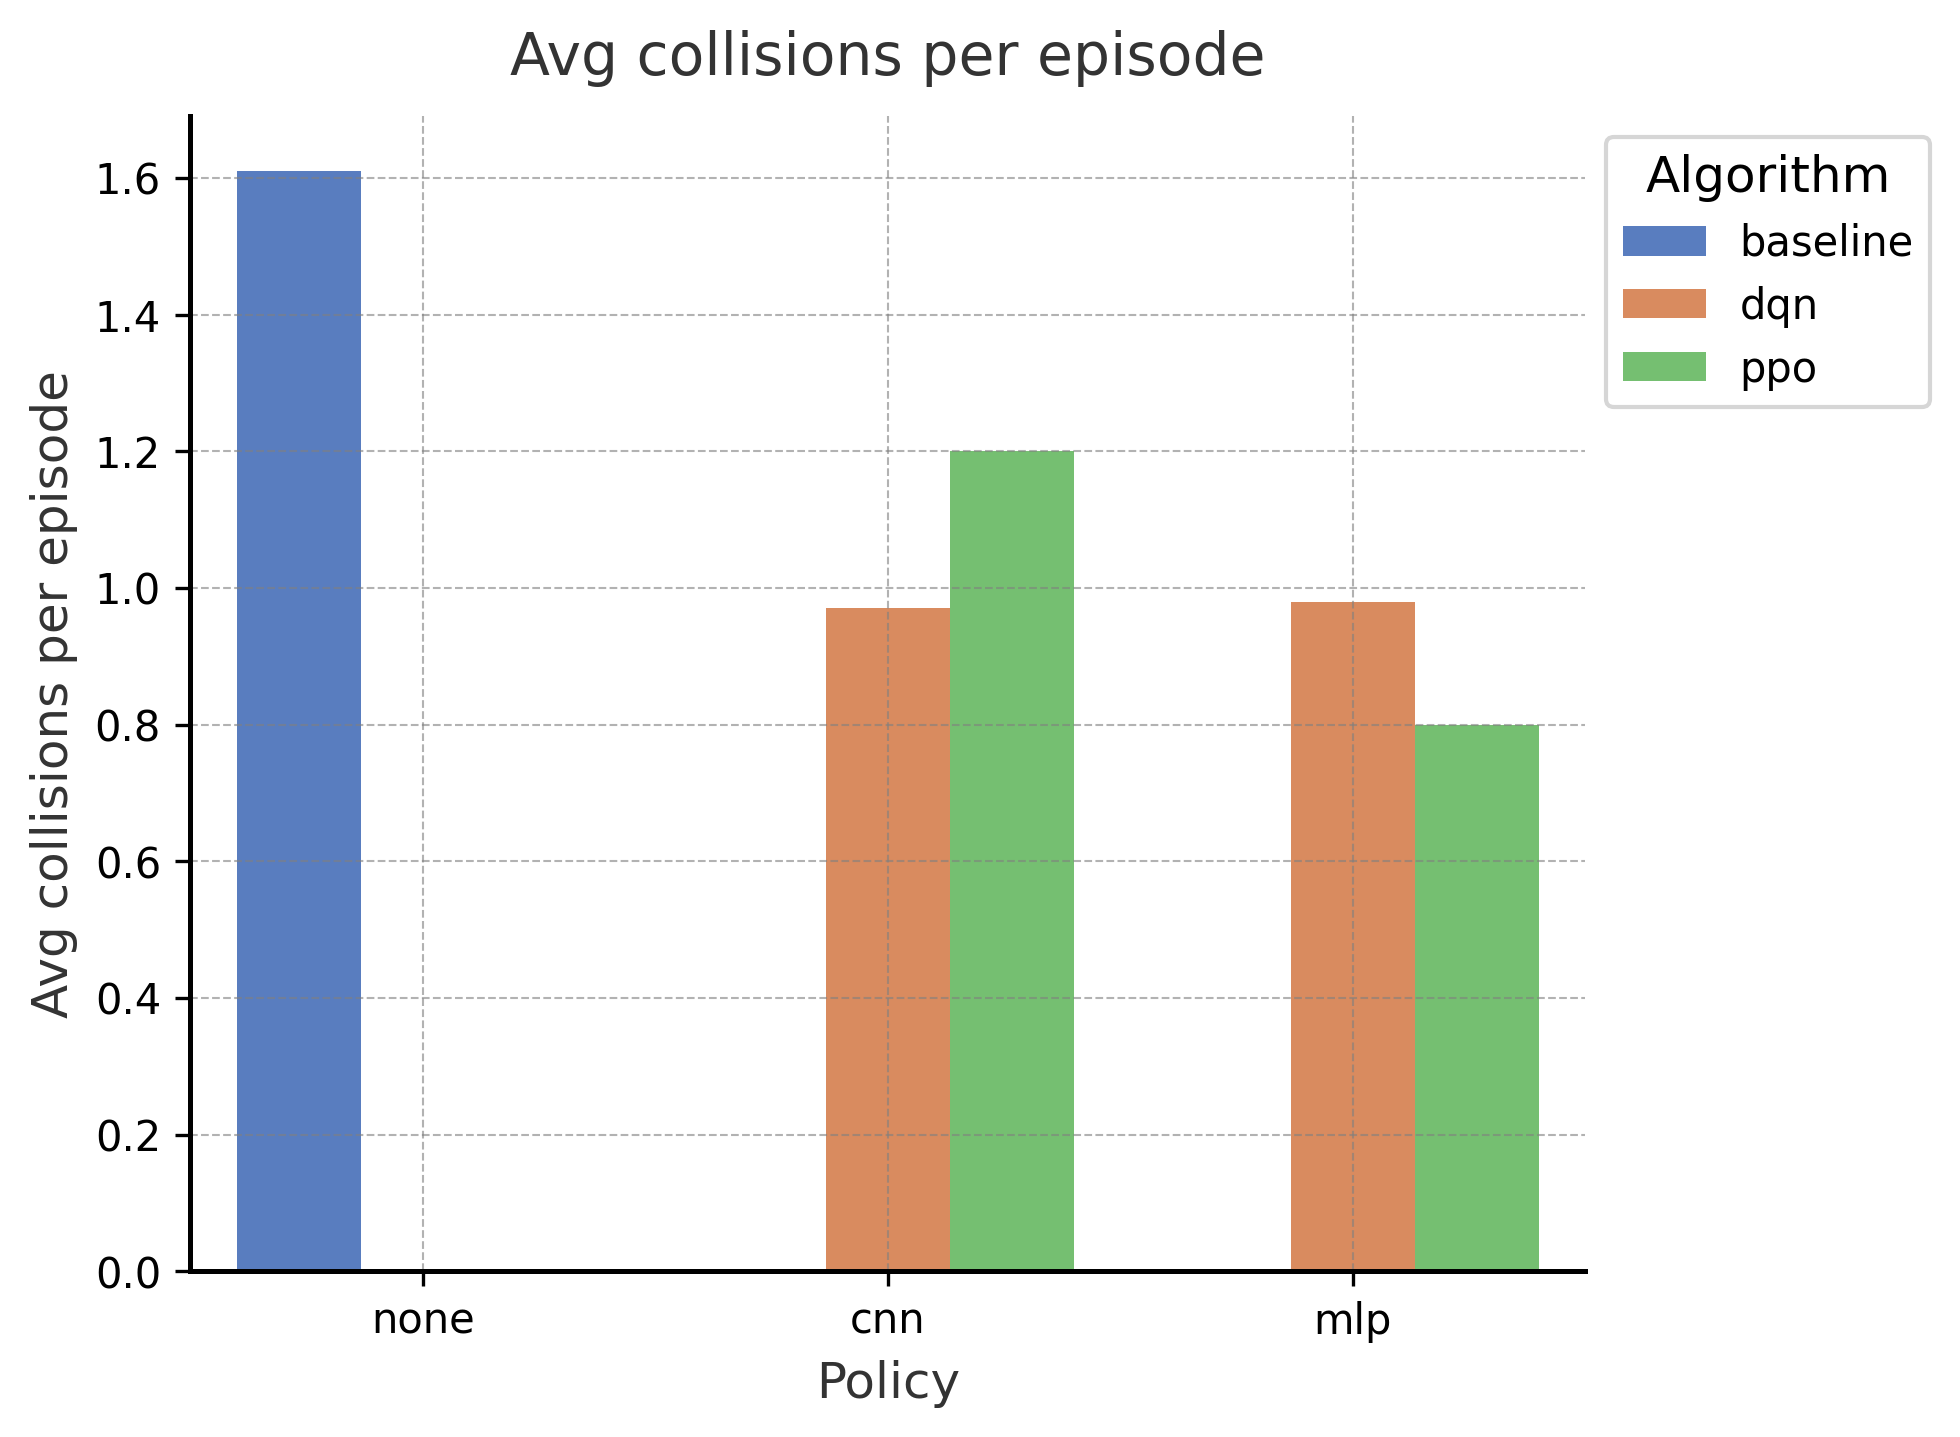 Avg collisions per episode
Avg collisions per episode
1.6
1.4
1.2
1.0
0.8
0.6
0.4
0.2
0.0
none
cnn
mlp
Policy
Algorithm
baseline
dqn
ppo